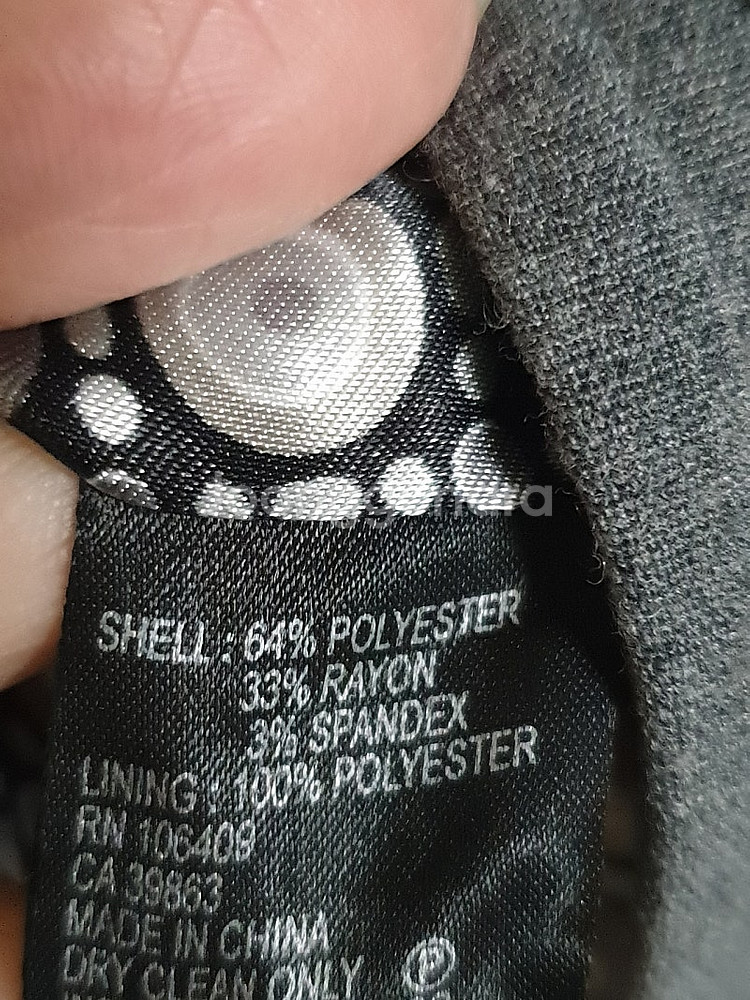 SHELL : 64% POLYESTER
33% RAYON
3% SPANDEX
LINING : 100% POLYESTER
RN 106409
CA 39863
MADE IN CHINA
DRY CLEAN ONLY Ⓟ